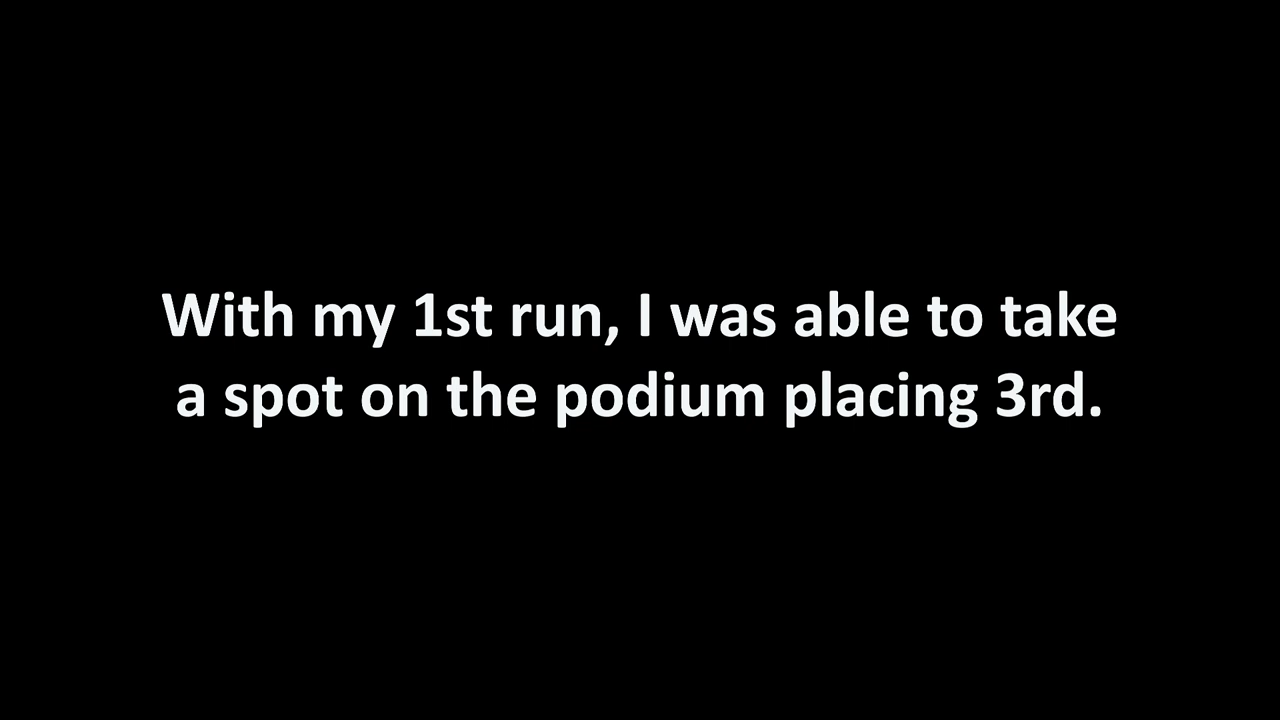 With my 1st run, I was able to take
a spot on the podium placing 3rd.